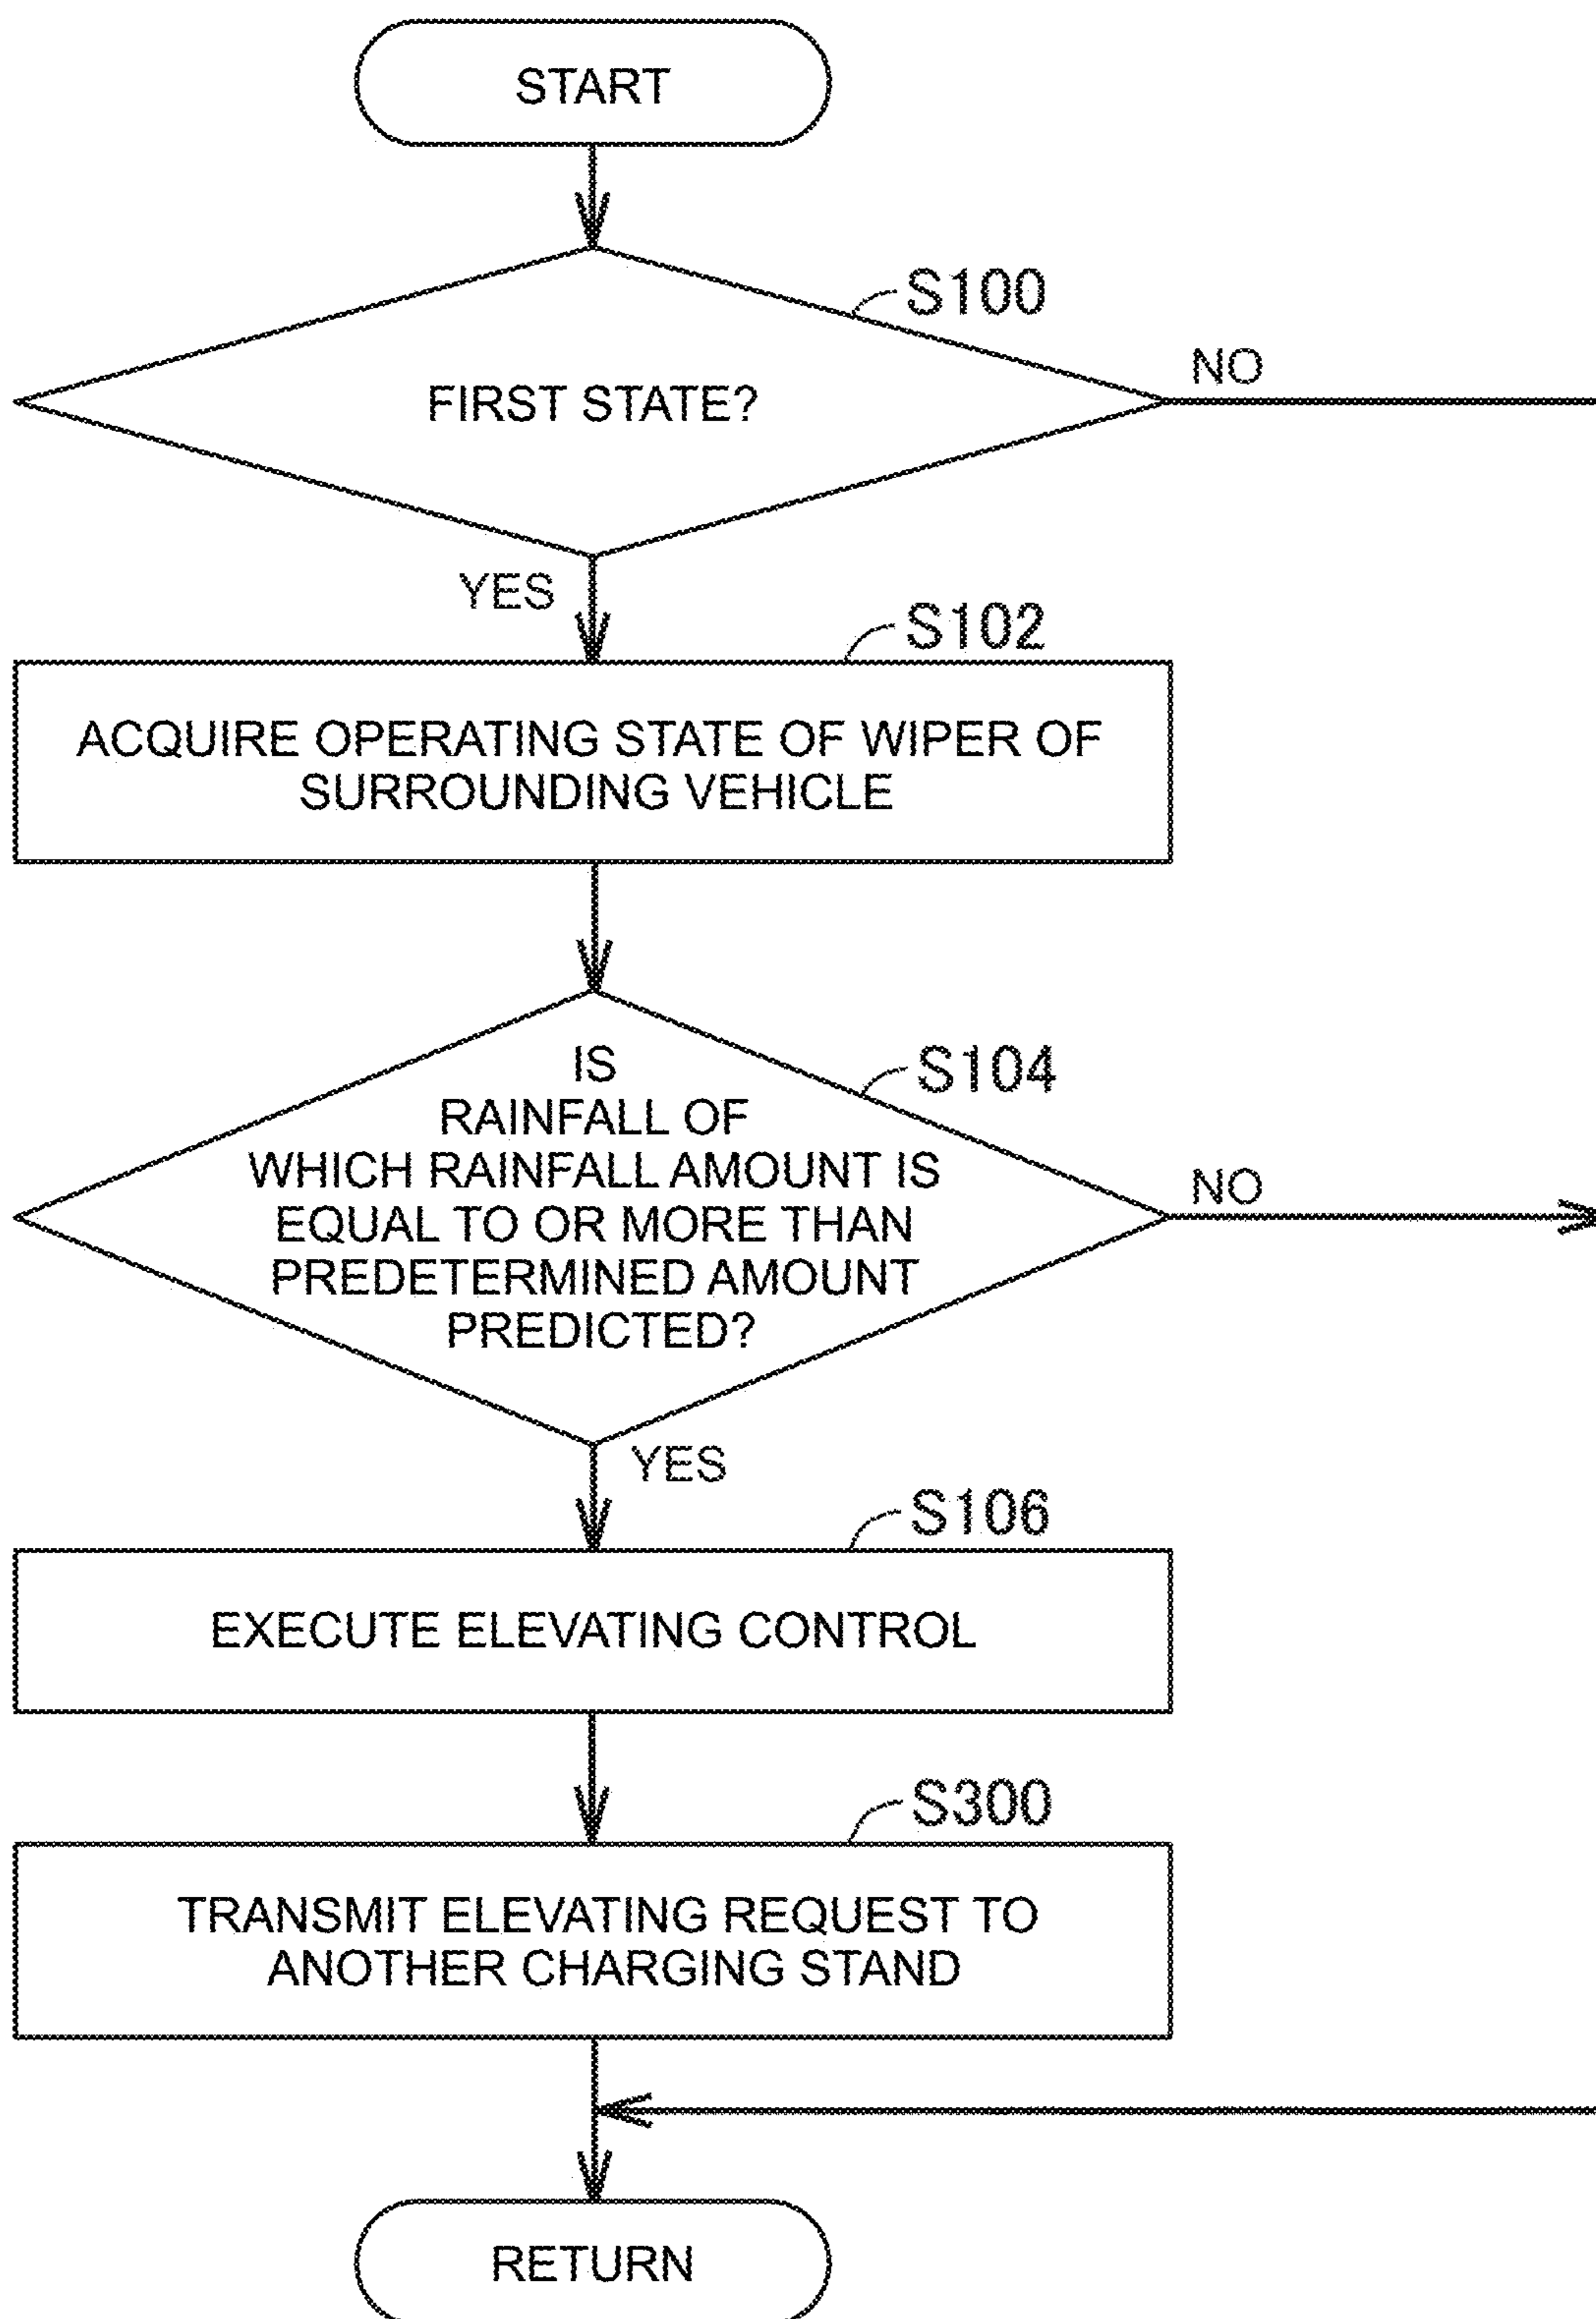 START
S100
FIRST STATE?
NO
YES
S102
ACQUIRE OPERATING STATE OF WIPER OF
SURROUNDING VEHICLE
S104
IS
RAINFALL OF
WHICH RAINFALL AMOUNT IS
EQUAL TO OR MORE THAN
PREDETERMINED AMOUNT
PREDICTED?
NO
YES
S106
EXECUTE ELEVATING CONTROL
S300
TRANSMIT ELEVATING REQUEST TO
ANOTHER CHARGING STAND
RETURN